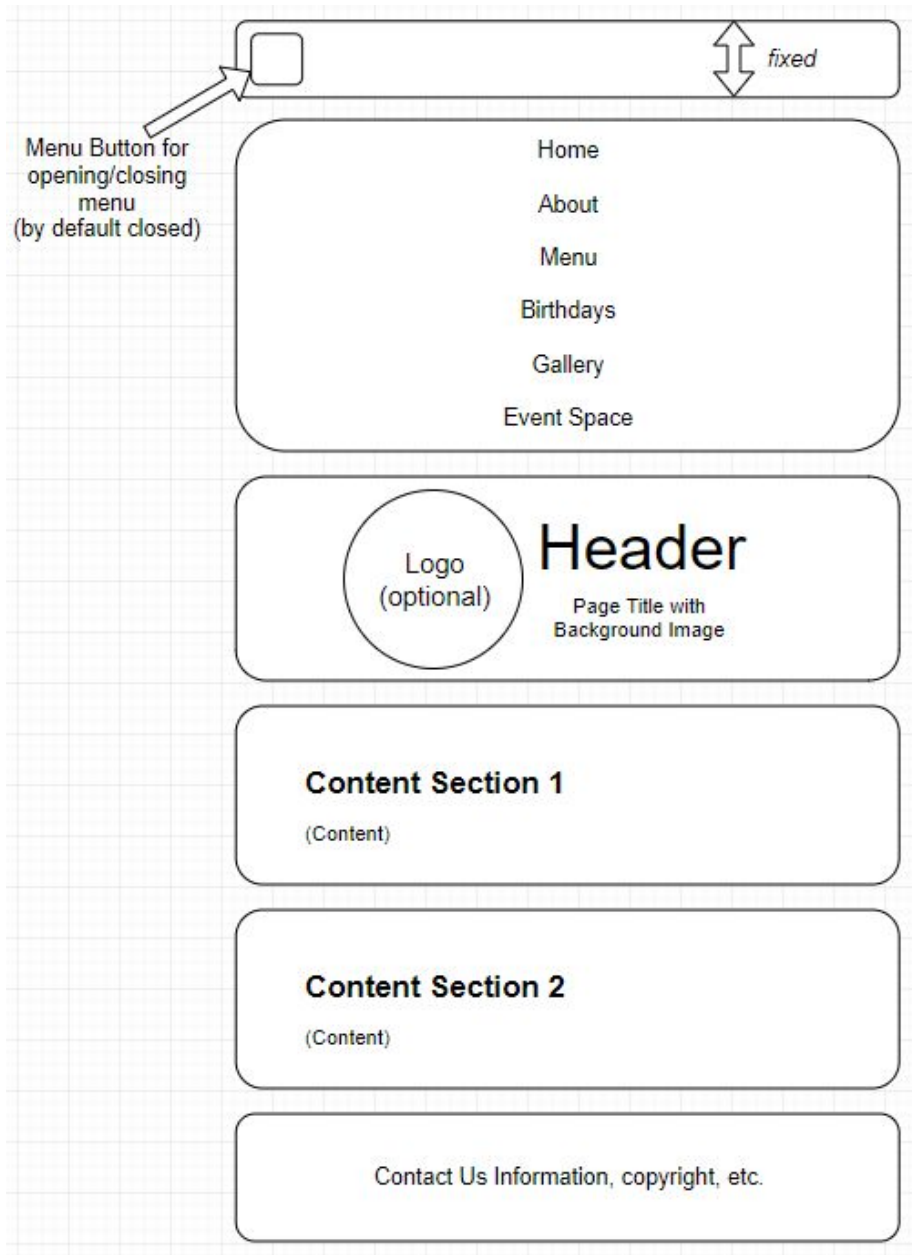 fixed
Menu Button for
opening/closing
menu
(by default closed)
Home
About
Menu
Birthdays
Gallery
Event Space
Logo
(optional)
Header
Page Title with
Background Image
Content Section 1
(Content)
Content Section 2
(Content)
Contact Us Information, copyright, etc.